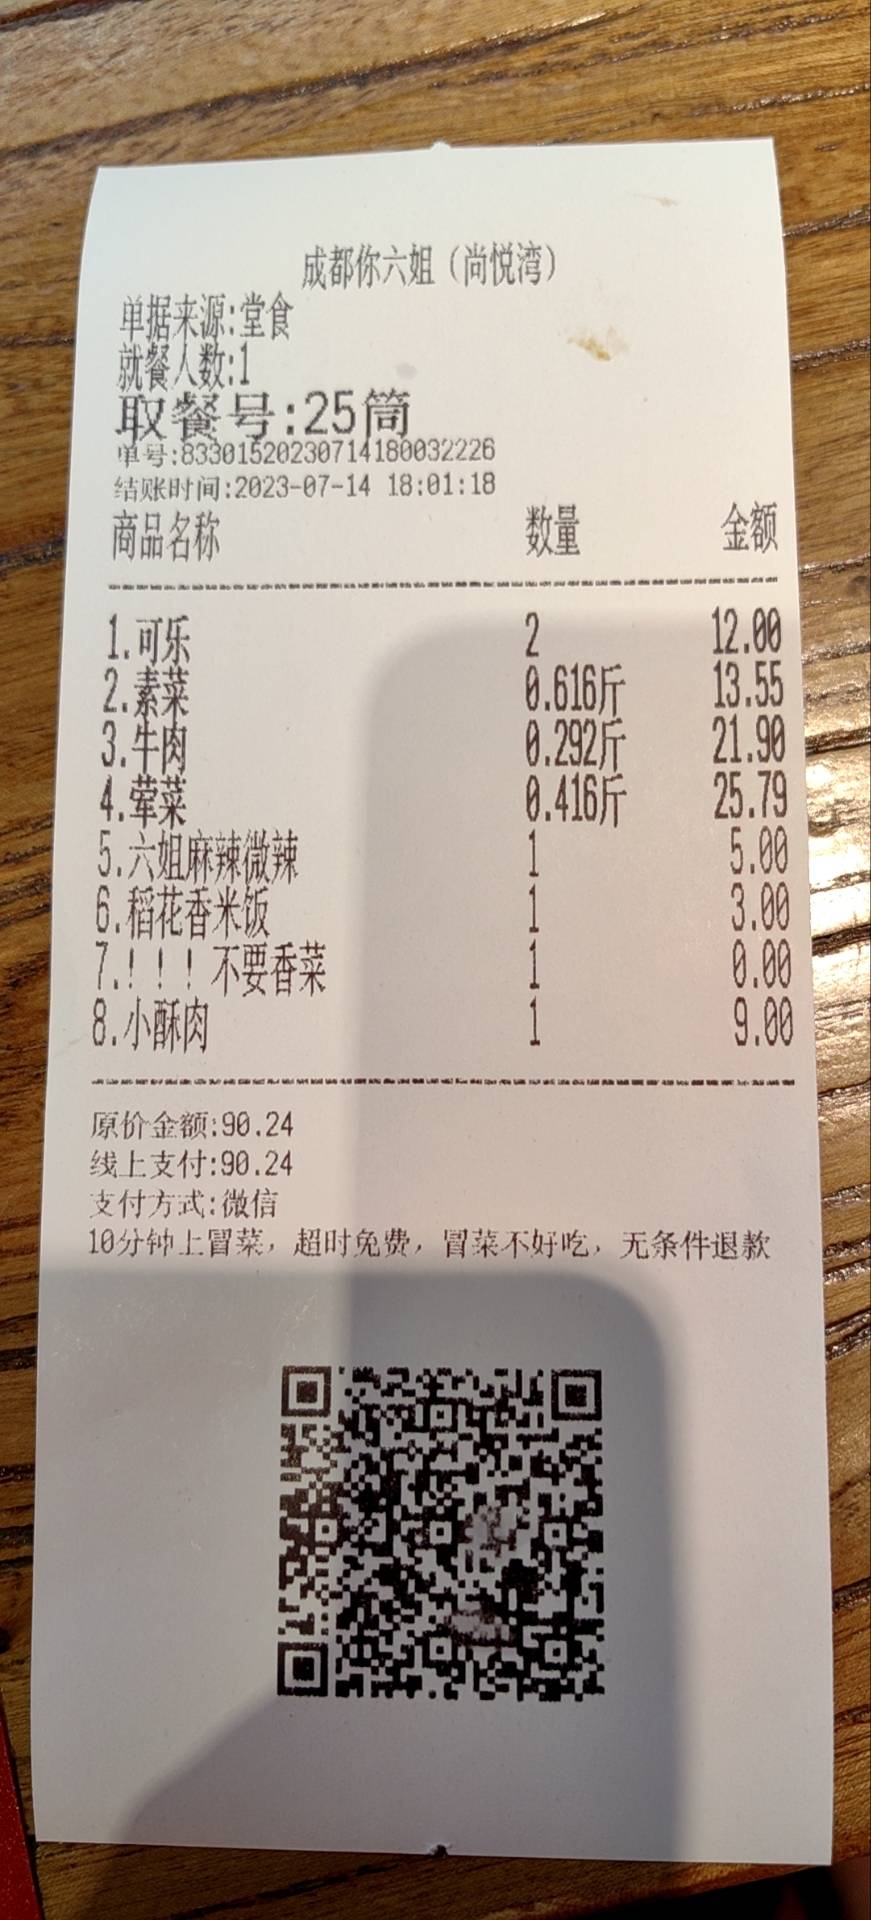 成都你六姐（尚悦湾）
单据来源:堂食
就餐人数:1
取餐号:25筒
单号:8330152023071418003226
结账时间:2023-07-14 18:01:18
商品名称 数量 金额
1.可乐 2 12.00
2.素菜 0.616斤 13.55
3.牛肉 0.292斤 21.90
4.荤菜 0.416斤 25.79
5.六姐麻辣微辣 1 5.00
6.稻花香米饭 1 3.00
7.！！！不要香菜 1 0.00
8.小酥肉 1 9.00
原价金额:90.24
线上支付:90.24
支付方式:微信
10分钟上冒菜，超时免费，冒菜不好吃，无条件退款